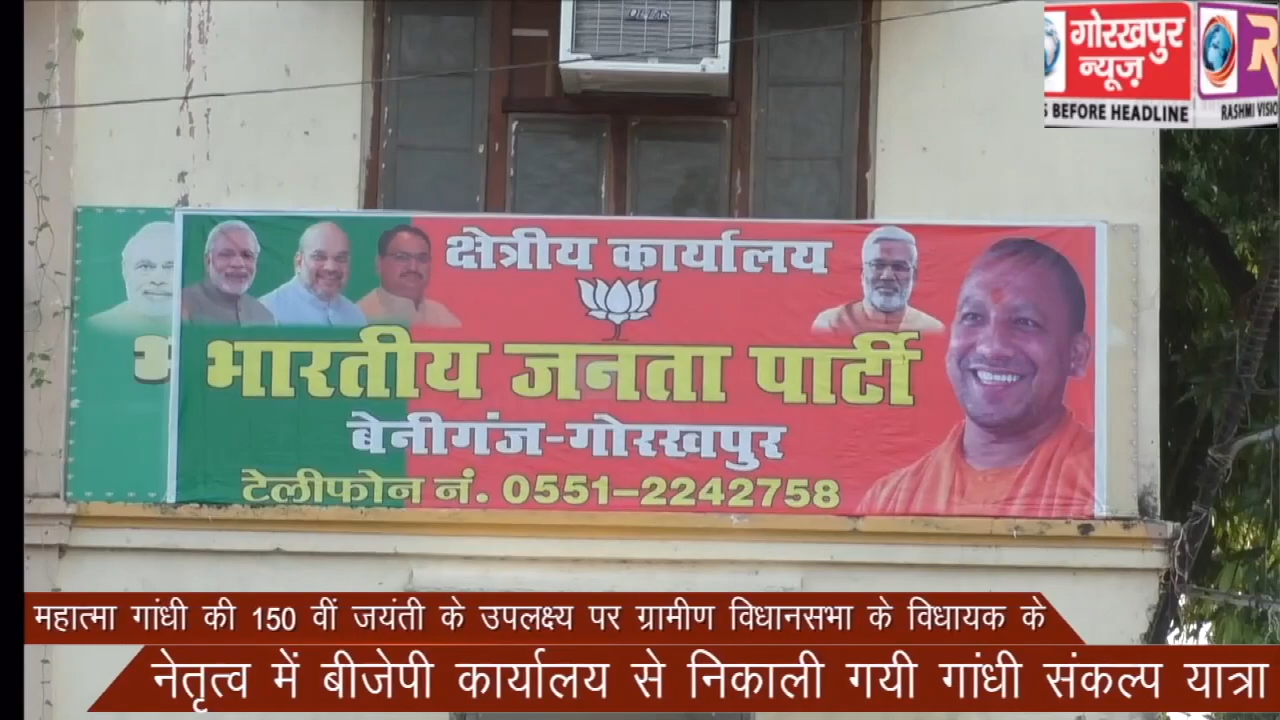 DELAS
गोरखपुर
न्यूज़
S BEFORE HEADLINE
R
RASHMI VISIO
क्षेत्रीय कार्यालय
भारतीय जनता पार्टी
बेनीगंज-गोरखपुर
टेलीफोन नं. 0551-2242758
महात्मा गांधी की 150 वीं जयंती के उपलक्ष्य पर ग्रामीण विधानसभा के विधायक के
नेतृत्व में बीजेपी कार्यालय से निकाली गयी गांधी संकल्प यात्रा